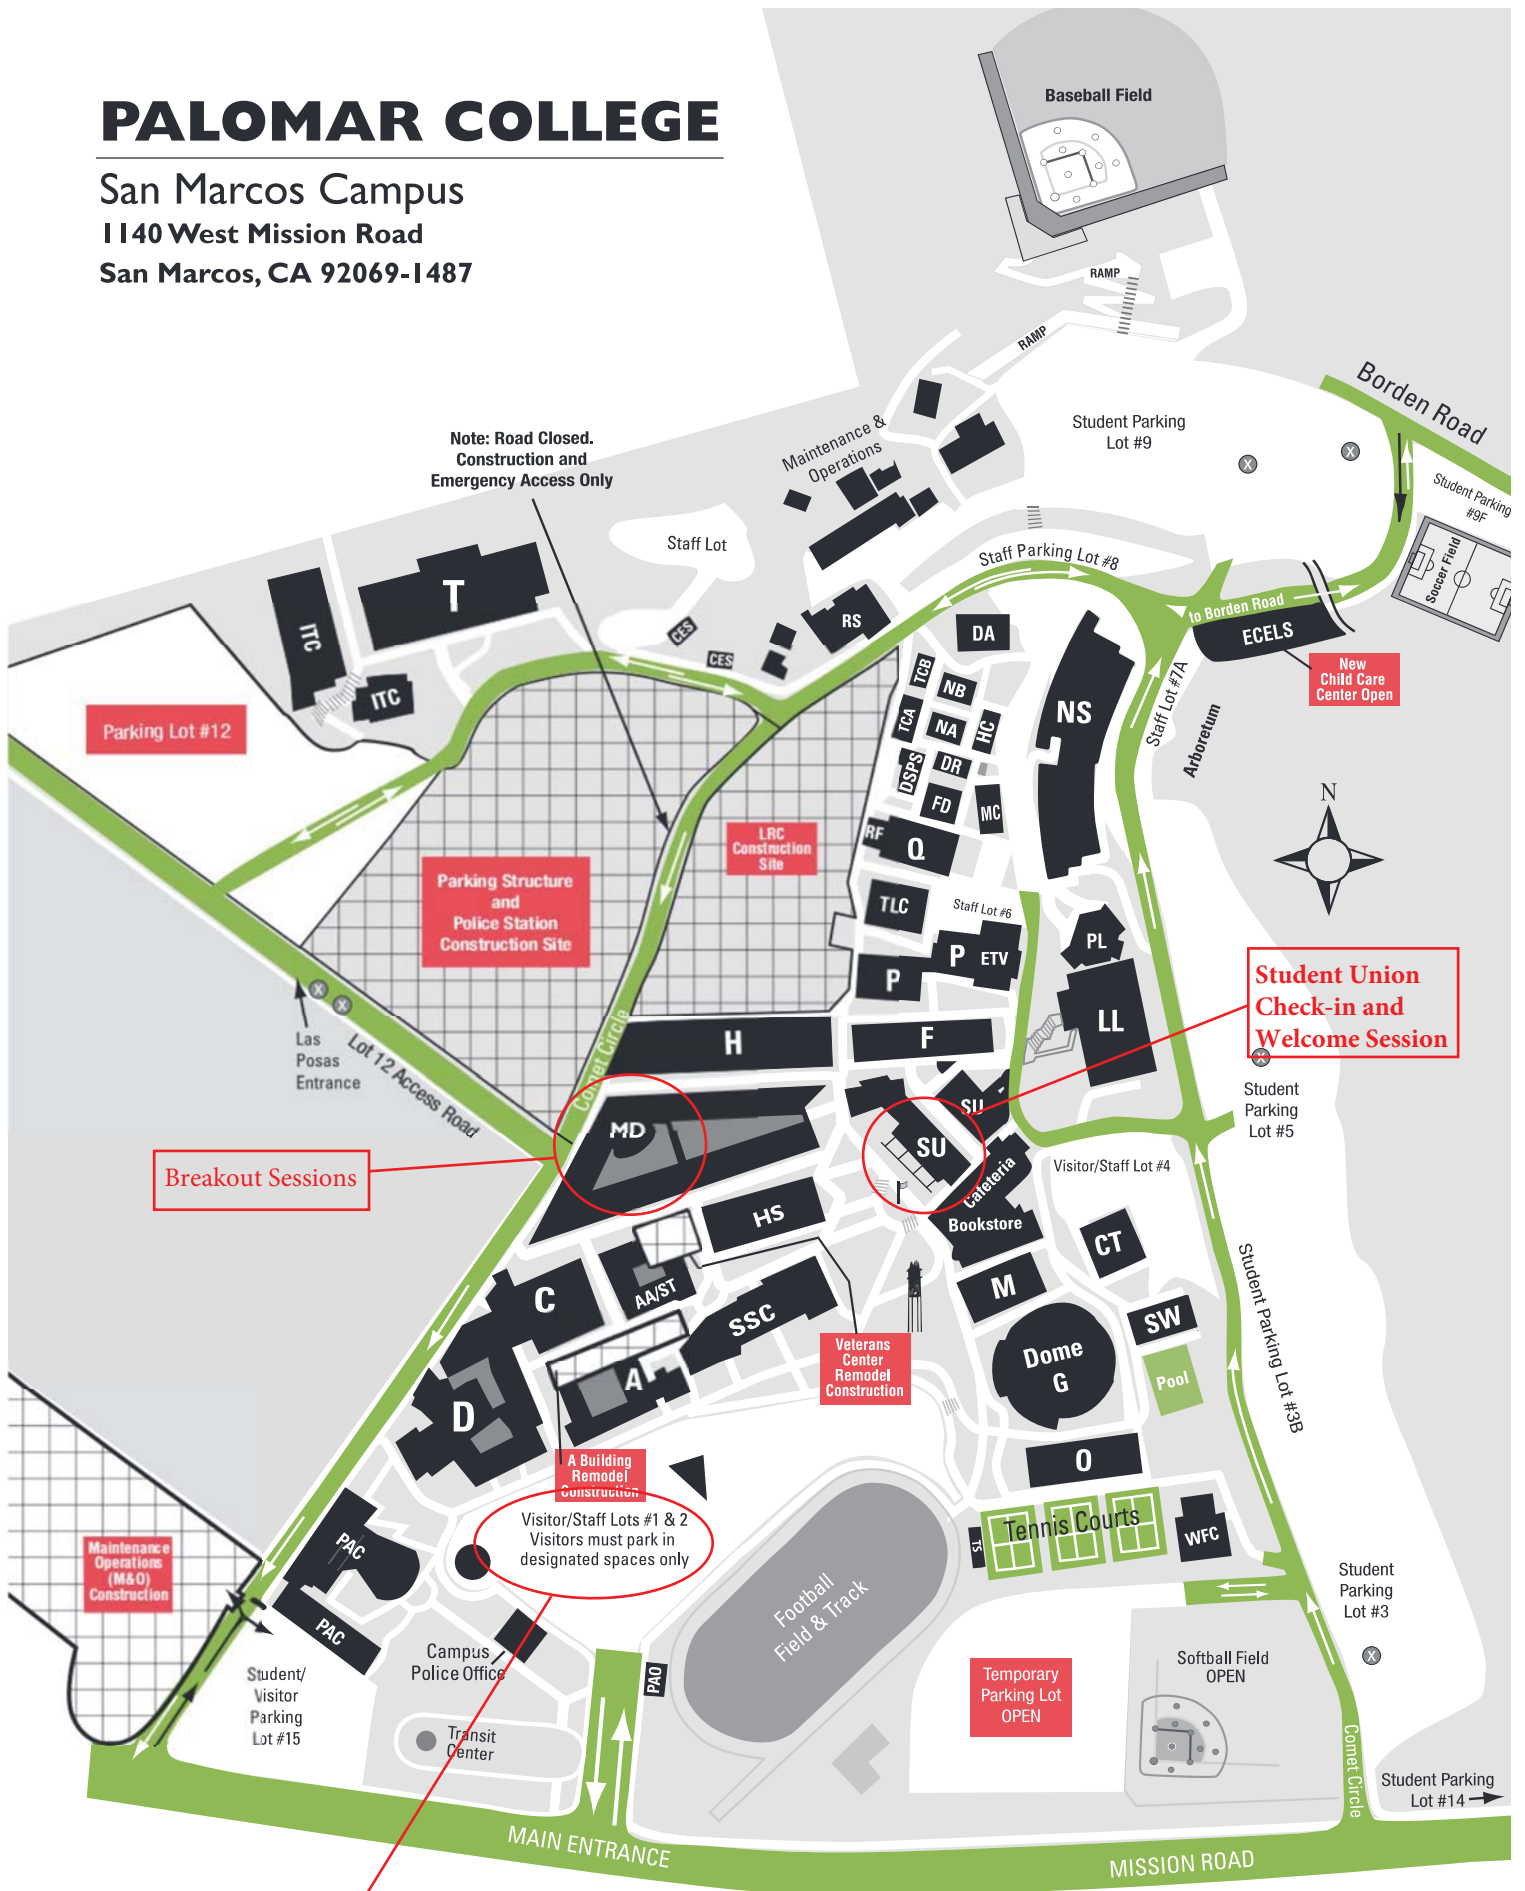 PALOMAR COLLEGE
San Marcos Campus
1140 West Mission Road
San Marcos, CA 92069-1487
Baseball Field
RAMP
RAMP
Borden Road
Student Parking
Lot #9
Note: Road Closed.
Construction and
Emergency Access Only
Maintenance &
Operations
X
X
Student Parking
#9F
Soccer Field
Staff Lot
Staff Parking Lot #8
T
ITC
ITC
CES
CES
RS
DA
to Borden Road
ECELS
New
Child Care
Center Open
Parking Lot #12
TCB
NB
TCA
NA
HC
NS
Staff Lot #7A
Arboretum
DSPS
DR
FD
MC
N
RF
Q
LRC
Construction
Site
Parking Structure
and
Police Station
Construction Site
TLC
Staff Lot #6
P
P
ETV
PL
LL
Student Union
Check-in and
Welcome Session
X
X
X
Las
Posas
Entrance
Lot 12 Access Road
Comet Circle
H
F
Student
Parking
Lot #5
MD
SU
SU
Breakout Sessions
Cafeteria
Visitor/Staff Lot #4
Bookstore
HS
CT
C
AA/ST
M
SSC
SW
Student Parking Lot #3B
Veterans
Center
Remodel
Construction
Dome
G
Pool
A
D
O
A Building
Remodel
Construction
Visitor/Staff Lots #1 & 2
Visitors must park in
designated spaces only
Tennis Courts
TS
WFC
PAC
PAC
Maintenance
Operations
(M&O)
Construction
Football
Field & Track
Student
Parking
Lot #3
X
Campus
Police Office
PAO
Student/
Visitor
Parking
Lot #15
Temporary
Parking Lot
OPEN
Softball Field
OPEN
Transit
Center
Comet Circle
Student Parking
Lot #14
MAIN ENTRANCE
MISSION ROAD